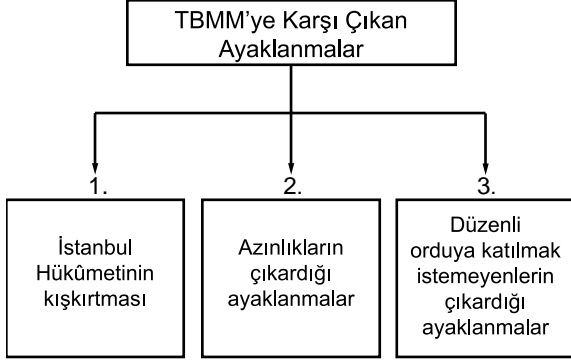 TBMM’ye Karşı Çıkan
Ayaklanmalar
1.
İstanbul
Hükûmetinin
kışkırtması
2.
Azınlıkların
çıkardığı
ayaklanmalar
3.
Düzenli
orduya katılmak
istemeyenlerin
çıkardığı
ayaklanmalar